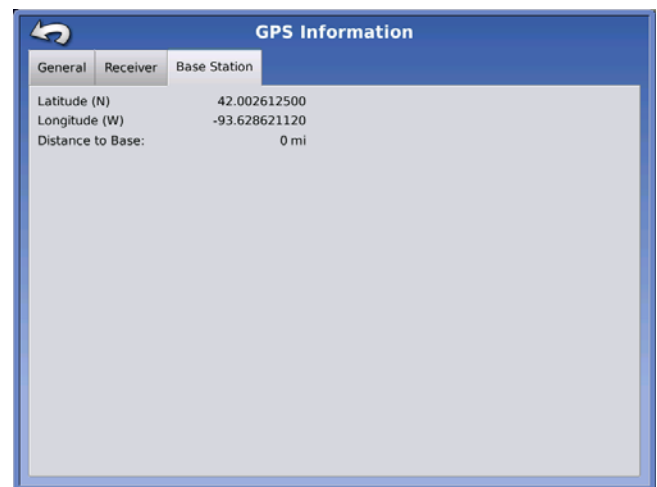 GPS Information
General Receiver Base Station
Latitude (N) 42.002612500
Longitude (W) -93.628621120
Distance to Base: 0 mi